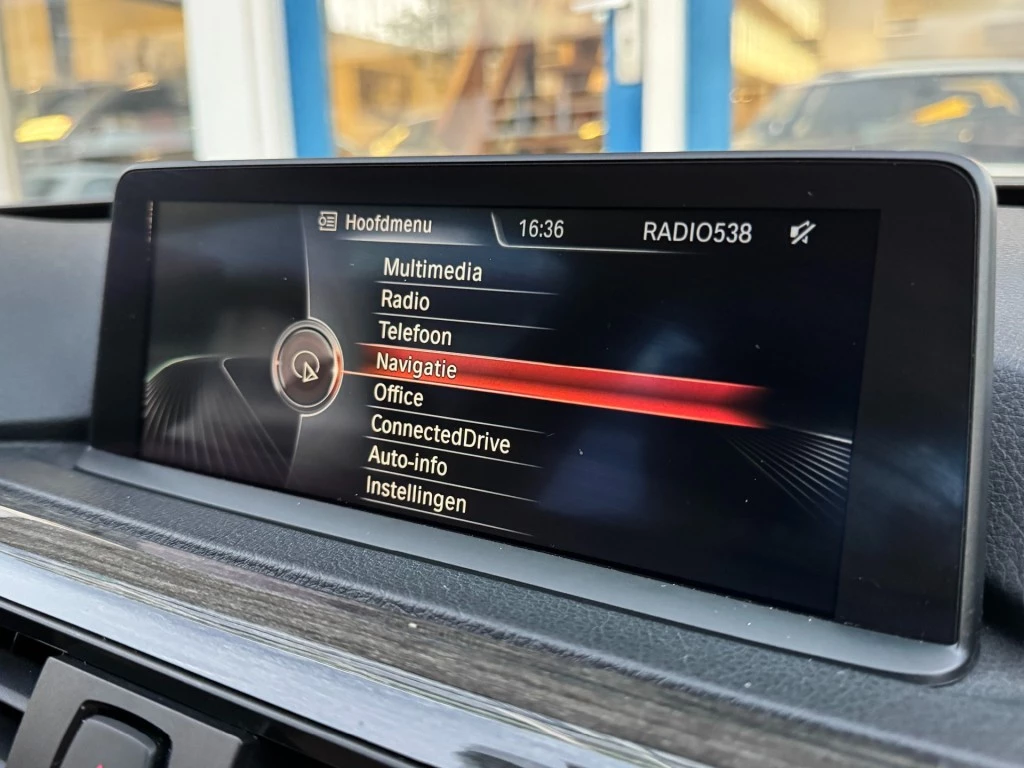 Hoofdmenu 16:36 RADIO538
Multimedia
Radio
Telefoon
Navigatie
Office
ConnectedDrive
Auto-info
Instellingen